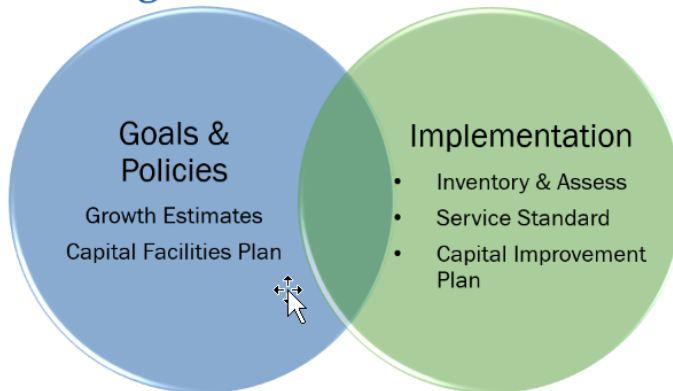 Goals &
Policies
Growth Estimates
Capital Facilities Plan
Implementation
• Inventory & Assess
• Service Standard
• Capital Improvement
Plan